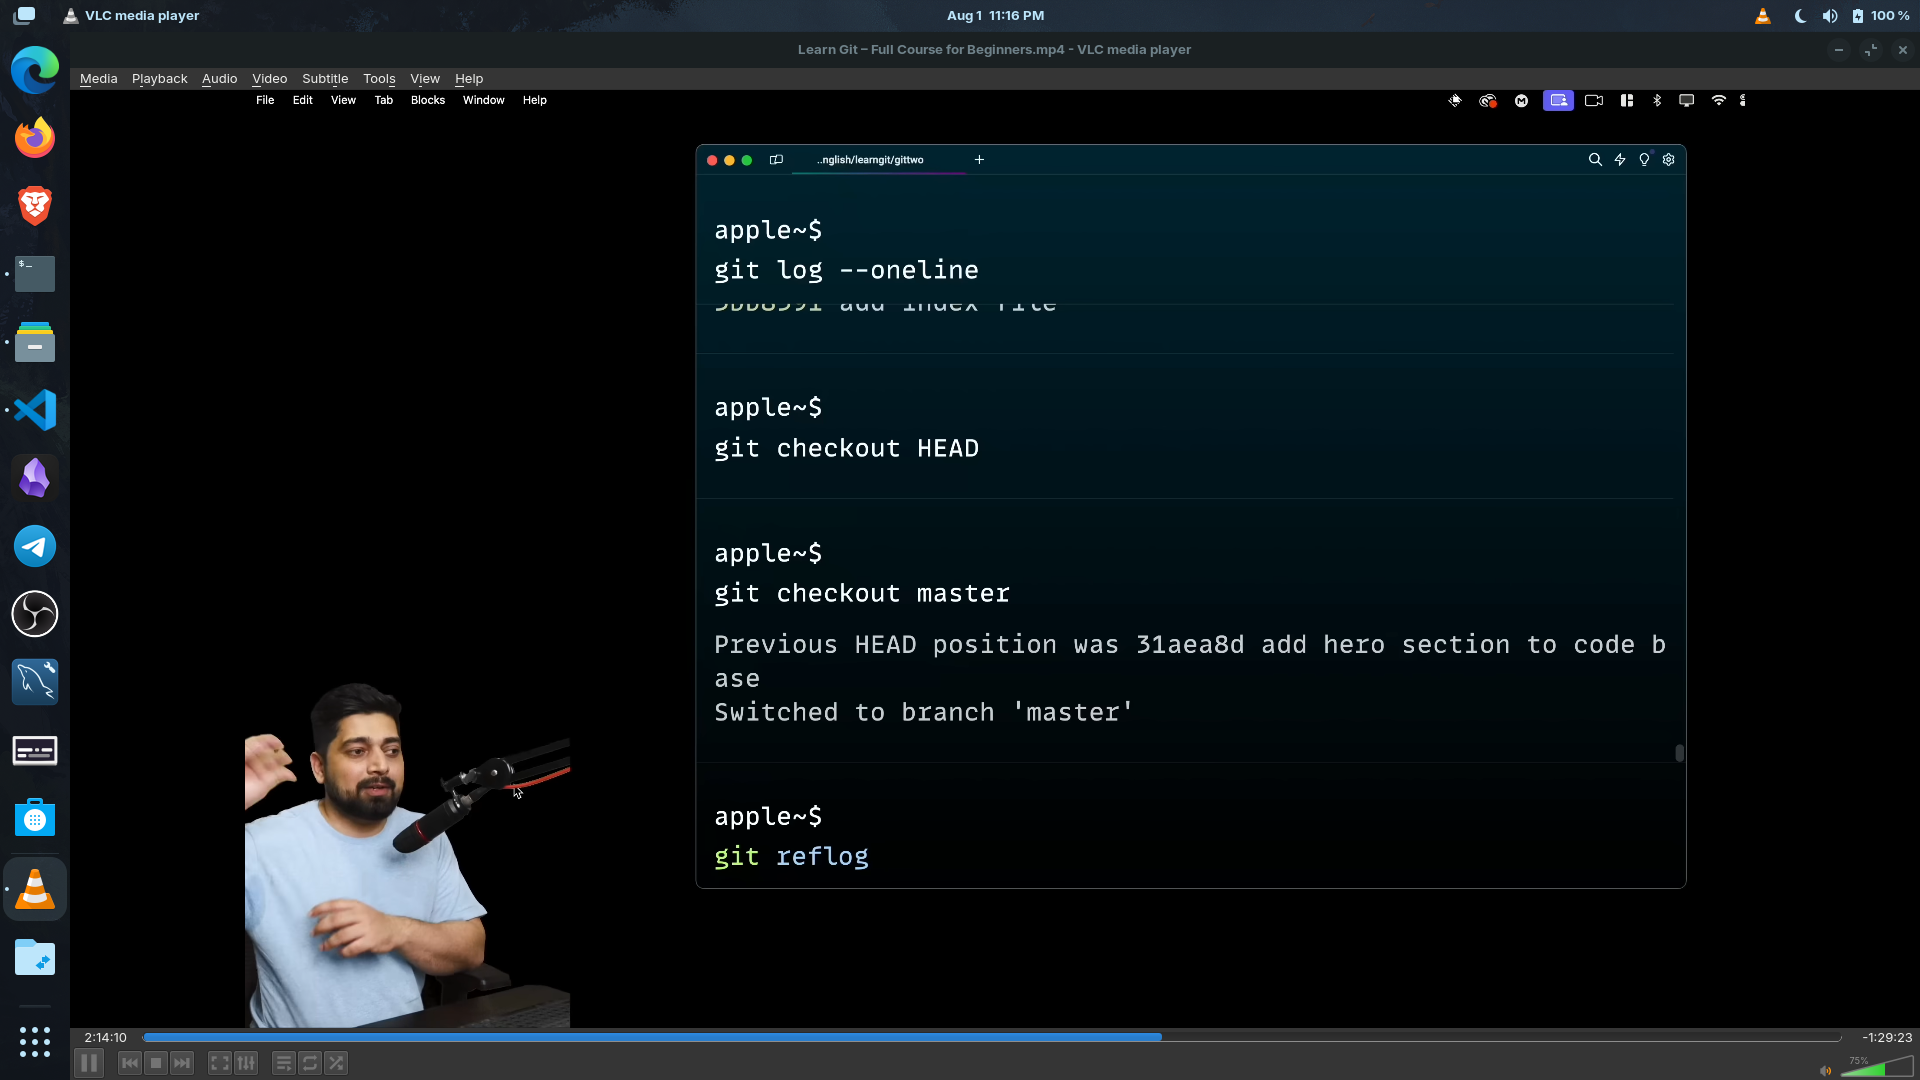 VLC media player
Aug 1 11:16 PM
100 %
Learn Git – Full Course for Beginners.mp4 - VLC media player
Media Playback Audio Video Subtitle Tools View Help
File Edit View Tab Blocks Window Help
..nglish/learngit/gittwo
apple~$
git log --oneline
add index file
apple~$
git checkout HEAD
apple~$
git checkout master
Previous HEAD position was 31aea8d add hero section to code b
ase
Switched to branch 'master'
apple~$
git reflog
2:14:10
-1:29:23
75%